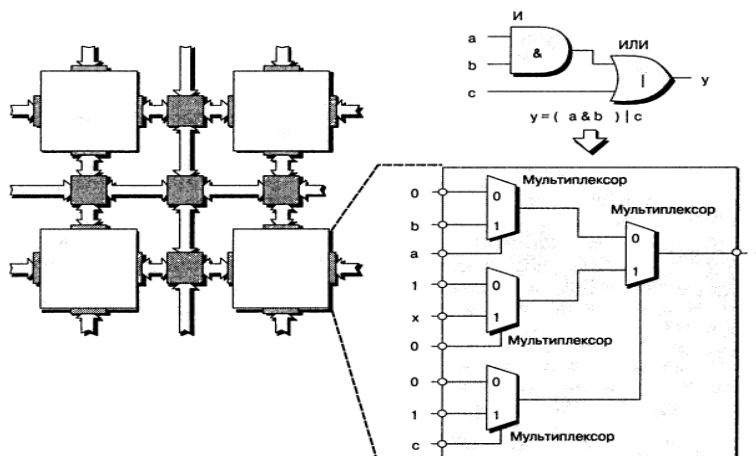 И
a
b
&
ИЛИ
|
c
y
y = ( a & b ) | c
Мультиплексор
0
0
b
1
a
Мультиплексор
0
1
1
0
x
1
0
Мультиплексор
0
0
1
1
c
Мультиплексор